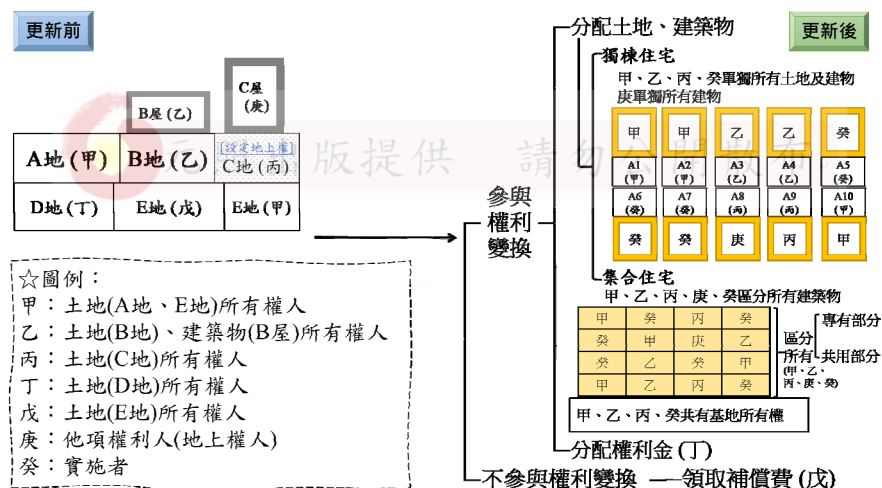 更新前
更新後
B屋(乙)
C屋
(庚)
A地(甲)
B地(乙)
[設定地上權]
C地(丙)
D地(丁)
E地(戊)
E地(甲)
☆圖例：
甲：土地(A地、E地)所有權人
乙：土地(B地)、建築物(B屋)所有權人
丙：土地(C地)所有權人
丁：土地(D地)所有權人
戊：土地(E地)所有權人
庚：他項權利人(地上權人)
癸：實施者
參與
權利
變換
分配土地、建築物
獨棟住宅
甲、乙、丙、癸單獨所有土地及建物
庚單獨所有建物
甲 甲 乙 乙 癸
A1 A2 A3 A4 A5
(甲) (甲) (乙) (乙) (癸)
A6 A7 A8 A9 A10
(癸) (癸) (丙) (丙) (甲)
癸 癸 庚 丙 甲
集合住宅
甲、乙、丙、庚、癸區分所有建築物
甲 癸 丙 癸
癸 甲 庚 乙
癸 乙 癸 甲
甲 乙 丙 癸
區分
所有
(甲、乙、
丙、庚、癸)
專有部分
共用部分
甲、乙、丙、癸共有基地所有權
分配權利金(丁)
不參與權利變換 — 領取補償費(戊)
版提供 請勿公開散布